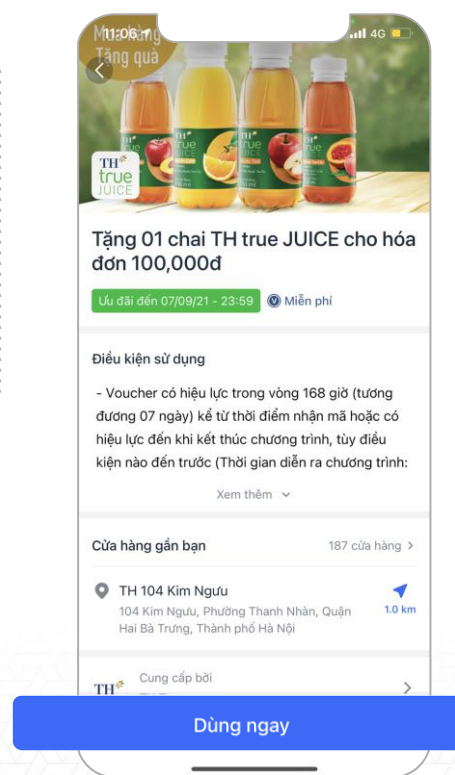 Mua hàng
11:06
4G
Tặng quà
TH
true
JUICE
Tặng 01 chai TH true JUICE cho hóa
đơn 100,000đ
Ưu đãi đến 07/09/21 - 23:59
Miễn phí
Điều kiện sử dụng
- Voucher có hiệu lực trong vòng 168 giờ (tương
đương 07 ngày) kể từ thời điểm nhận mã hoặc có
hiệu lực đến khi kết thúc chương trình, tùy điều
kiện nào đến trước (Thời gian diễn ra chương trình:
Xem thêm
Cửa hàng gần bạn
187 cửa hàng
TH 104 Kim Ngưu
104 Kim Ngưu, Phường Thanh Nhàn, Quận
Hai Bà Trưng, Thành phố Hà Nội
1.0 km
Cung cấp bởi
TH
Dùng ngay